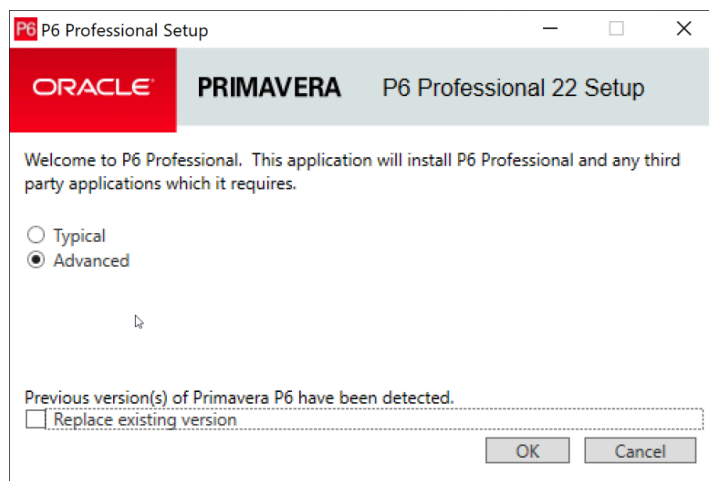 P6 P6 Professional Setup
ORACLE PRIMAVERA P6 Professional 22 Setup
Welcome to P6 Professional. This application will install P6 Professional and any third
party applications which it requires.
Typical
Advanced
Previous version(s) of Primavera P6 have been detected.
Replace existing version
OK Cancel